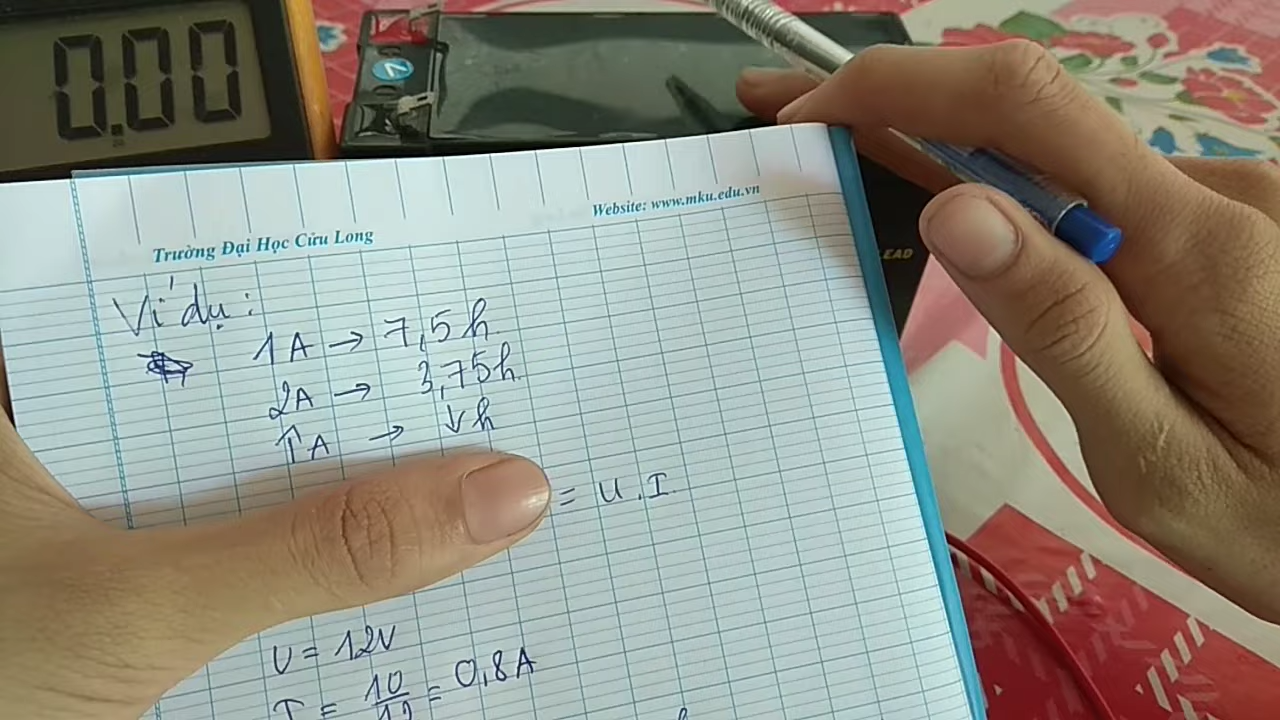 0.00
N
LEAD
Website: www.mku.edu.vn
Trường Đại Học Cửu Long
Ví dụ:
1A → 7,5h
2A → 3,75h
↑A → ↓h
= U.I
U = 12V
I = 10/12 = 0,8A